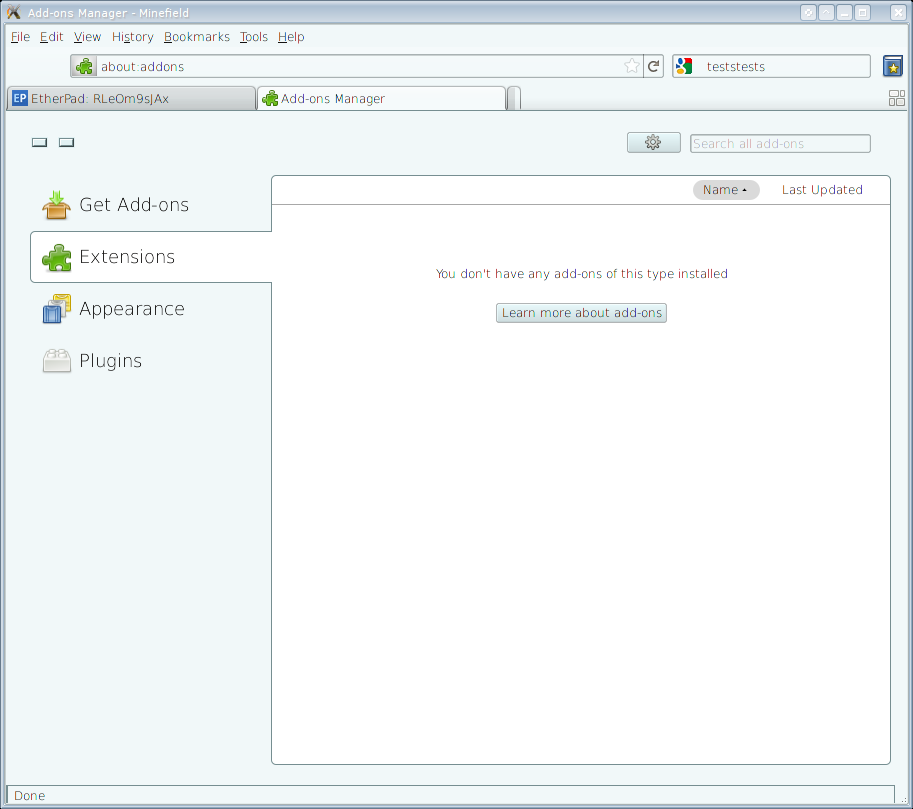 Add-ons Manager - Minefield
File Edit View History Bookmarks Tools Help
about:addons teststests
EP EtherPad: RLeOm9sJAx Add-ons Manager
Search all add-ons
Name Last Updated
Get Add-ons
Extensions
You don't have any add-ons of this type installed
Appearance
Learn more about add-ons
Plugins
Done